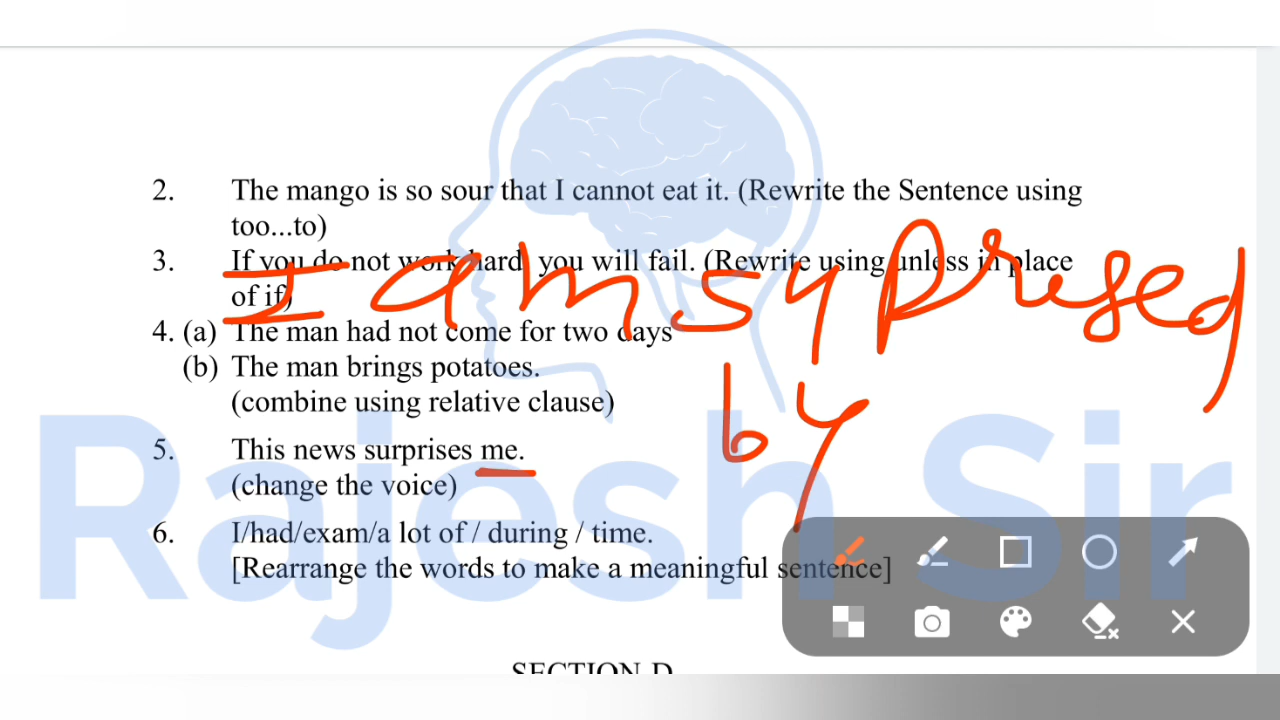 2. The mango is so sour that I cannot eat it. (Rewrite the Sentence using
too...to)
3. If you do not work hard, you will fail. (Rewrite using unless in place
of if)
I am syprised
by
4. (a) The man had not come for two days
(b) The man brings potatoes.
(combine using relative clause)
5. This news surprises me.
(change the voice)
6. I/had/exam/a lot of / during / time.
[Rearrange the words to make a meaningful sentence]
SECTION D
Rajesh Sir